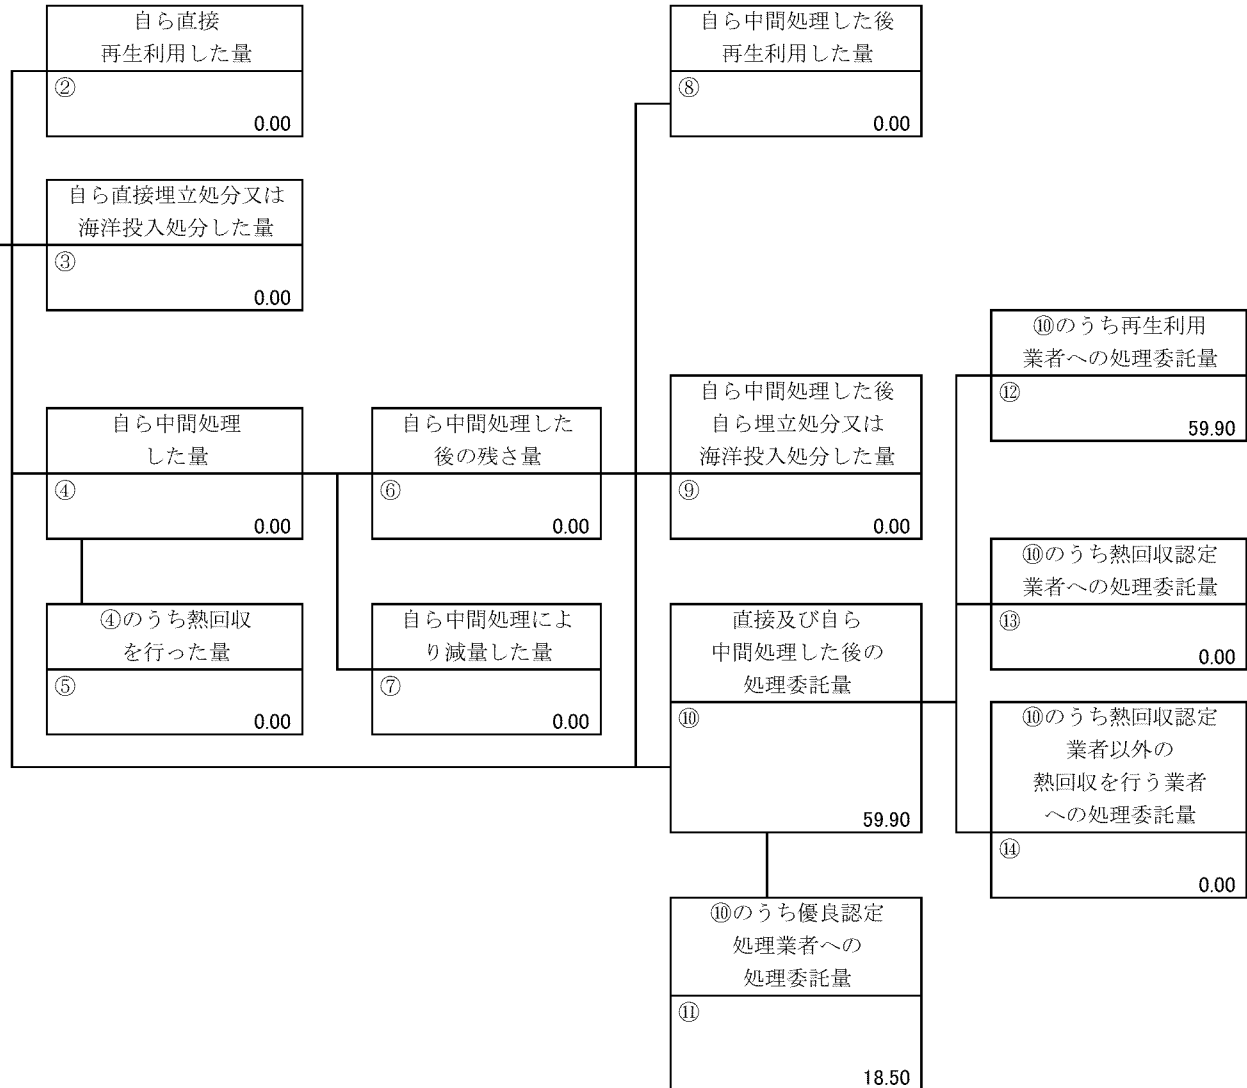 自ら直接
再生利用した量
②
0.00
自ら中間処理した後
再生利用した量
⑧
0.00
自ら直接埋立処分又は
海洋投入処分した量
③
0.00
⑩のうち再生利用
業者への処理委託量
⑫
59.90
自ら中間処理
した量
④
0.00
自ら中間処理した
後の残さ量
⑥
0.00
自ら中間処理した後
自ら埋立処分又は
海洋投入処分した量
⑨
0.00
⑩のうち熱回収認定
業者への処理委託量
⑬
0.00
④のうち熱回収
を行った量
⑤
0.00
自ら中間処理によ
り減量した量
⑦
0.00
直接及び自ら
中間処理した後の
処理委託量
⑩
59.90
⑩のうち熱回収認定
業者以外の
熱回収を行う業者
への処理委託量
⑭
0.00
⑩のうち優良認定
処理業者への
処理委託量
⑪
18.50